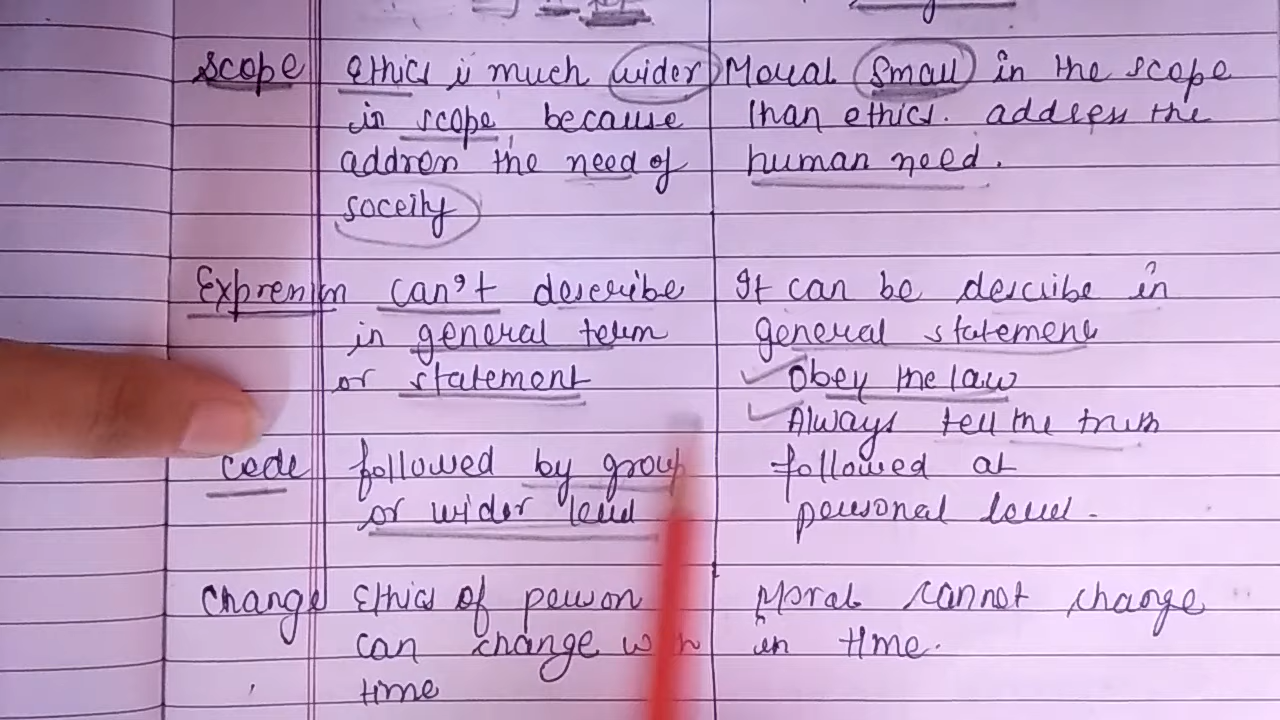 scope
Ethics is much wider
in scope, because
address the need of
soceity
Moral small in the scope
than ethics. address the
human need.
Expression
can't describe
in general term
or statement
It can be describe in
general statement
Obey the law
Always tell the truth
code
followed by group
or wider level
followed at
personal level.
change
Ethics of person
can change with
time
Moral cannot change
in time.